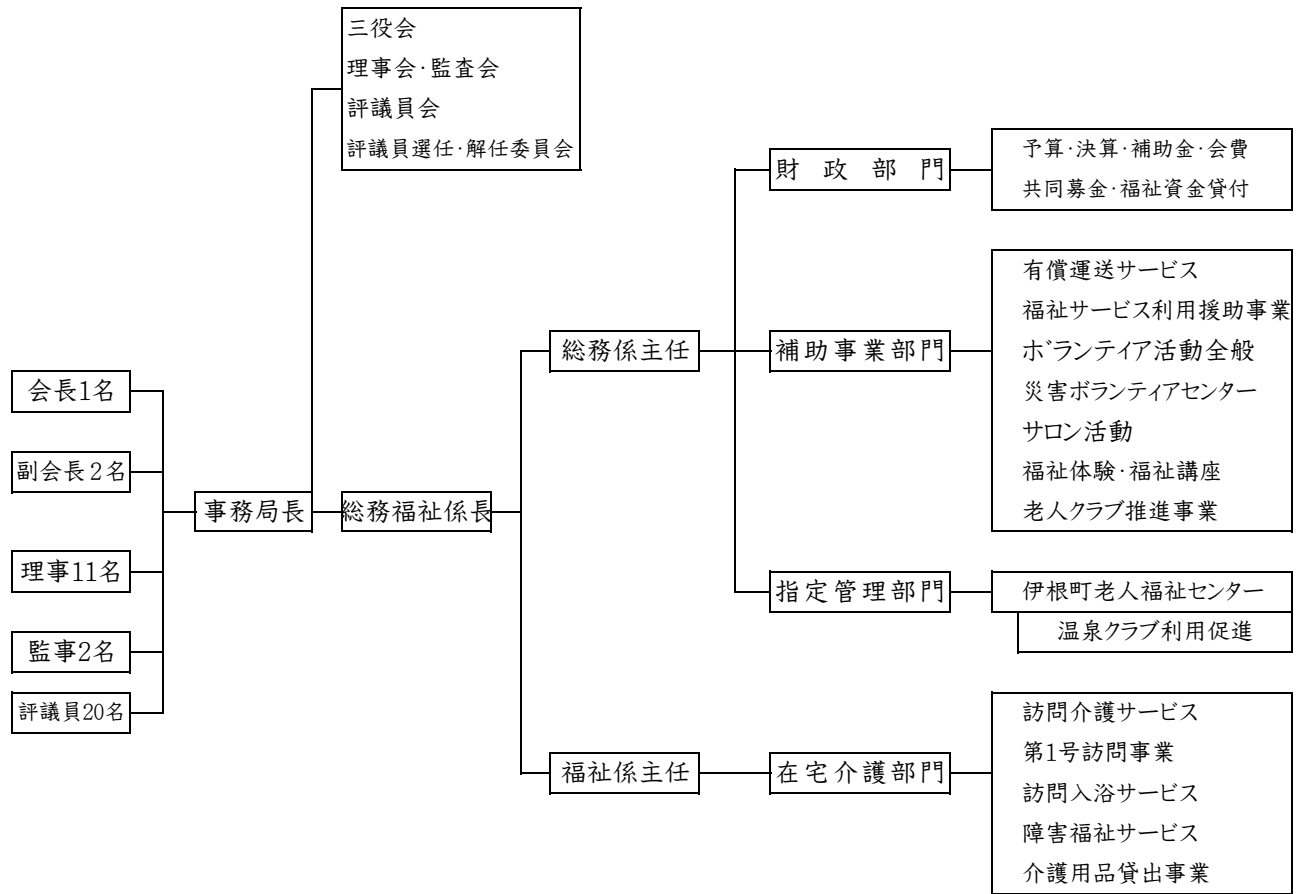 三役会
理事会・監査会
評議員会
評議員選任・解任委員会
会長1名
副会長2名
理事11名
監事2名
評議員20名
事務局長
総務福祉係長
総務係主任
財政部門
予算・決算・補助金・会費
共同募金・福祉資金貸付
補助事業部門
有償運送サービス
福祉サービス利用援助事業
ボランティア活動全般
災害ボランティアセンター
サロン活動
福祉体験・福祉講座
老人クラブ推進事業
指定管理部門
伊根町老人福祉センター
温泉クラブ利用促進
福祉係主任
在宅介護部門
訪問介護サービス
第1号訪問事業
訪問入浴サービス
障害福祉サービス
介護用品貸出事業